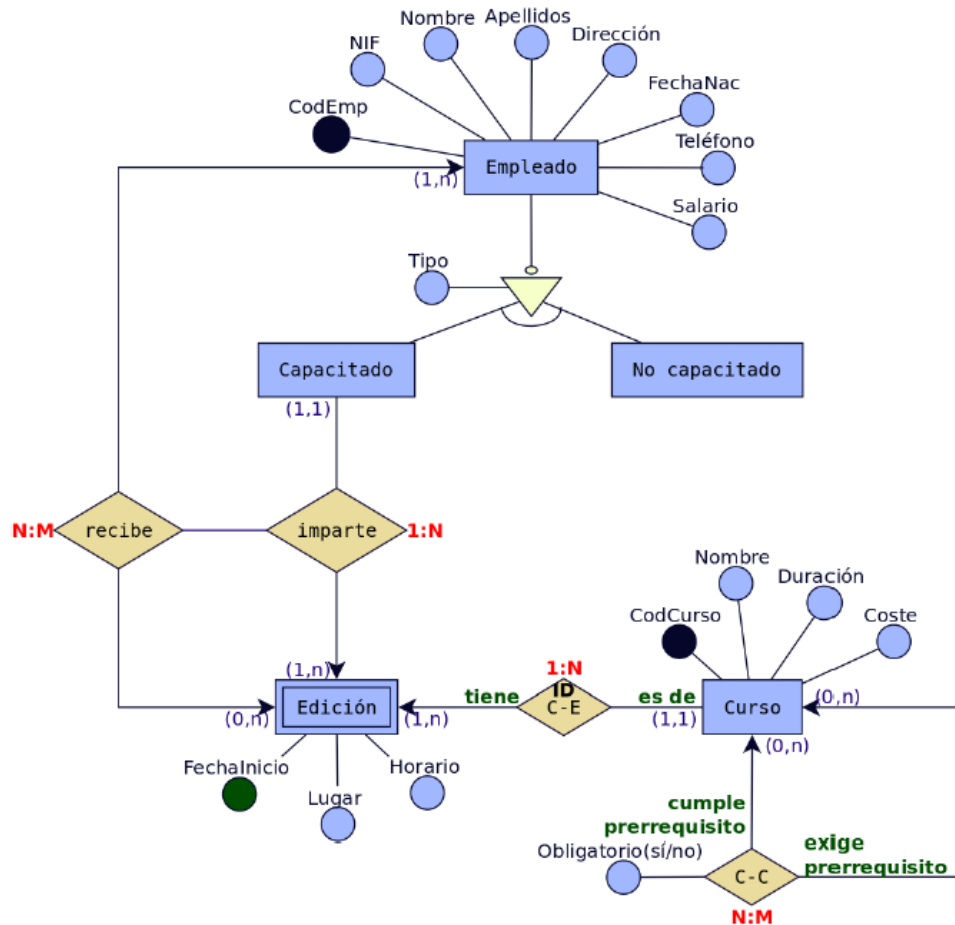 Apellidos
Nombre
Dirección
NIF
FechaNac
CodEmp
Teléfono
Empleado
(1,n)
Salario
Tipo
Capacitado
No capacitado
(1,1)
N:M
recibe
imparte
1:N
Nombre
Duración
CodCurso
Coste
(1,n)
1:N
ID
C-E
tiene
es de
Edición
Curso
(0,n)
(0,n)
(1,n)
(1,1)
(0,n)
FechaInicio
Horario
Lugar
cumple
prerrequisito
exige
prerrequisito
Obligatorio(sí/no)
C-C
N:M